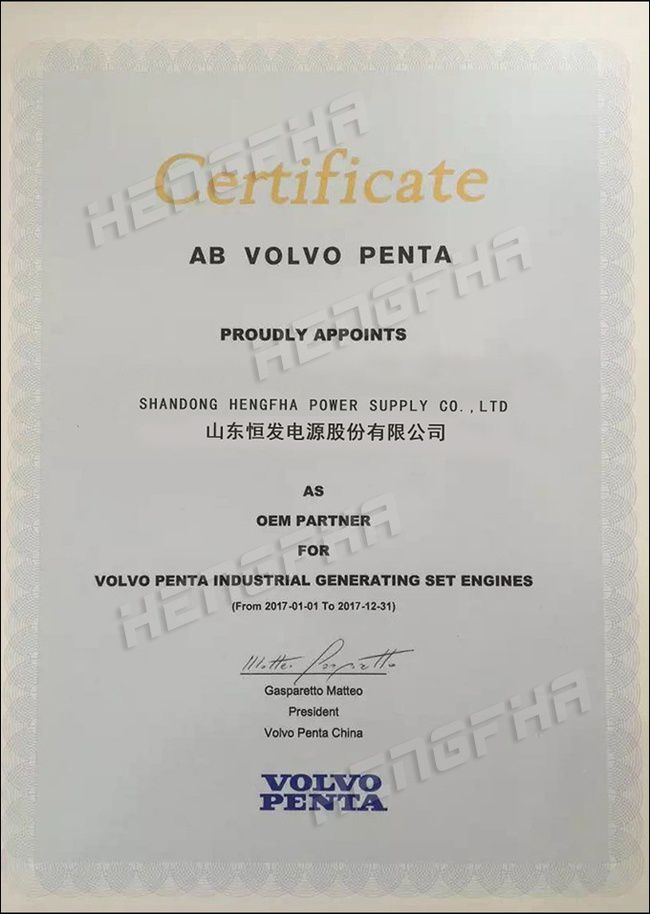 Certificate
AB VOLVO PENTA
PROUDLY APPOINTS
SHANDONG HENGFHA POWER SUPPLY CO.,LTD
山东恒发电源股份有限公司
AS
OEM PARTNER
FOR
VOLVO PENTA INDUSTRIAL GENERATING SET ENGINES
(From 2017-01-01 To 2017-12-31)
Matteo Gasparetto
Gasparetto Matteo
President
Volvo Penta China
VOLVO
PENTA
HENGFHA
HENGFHA
HENGFHA
HENGFHA